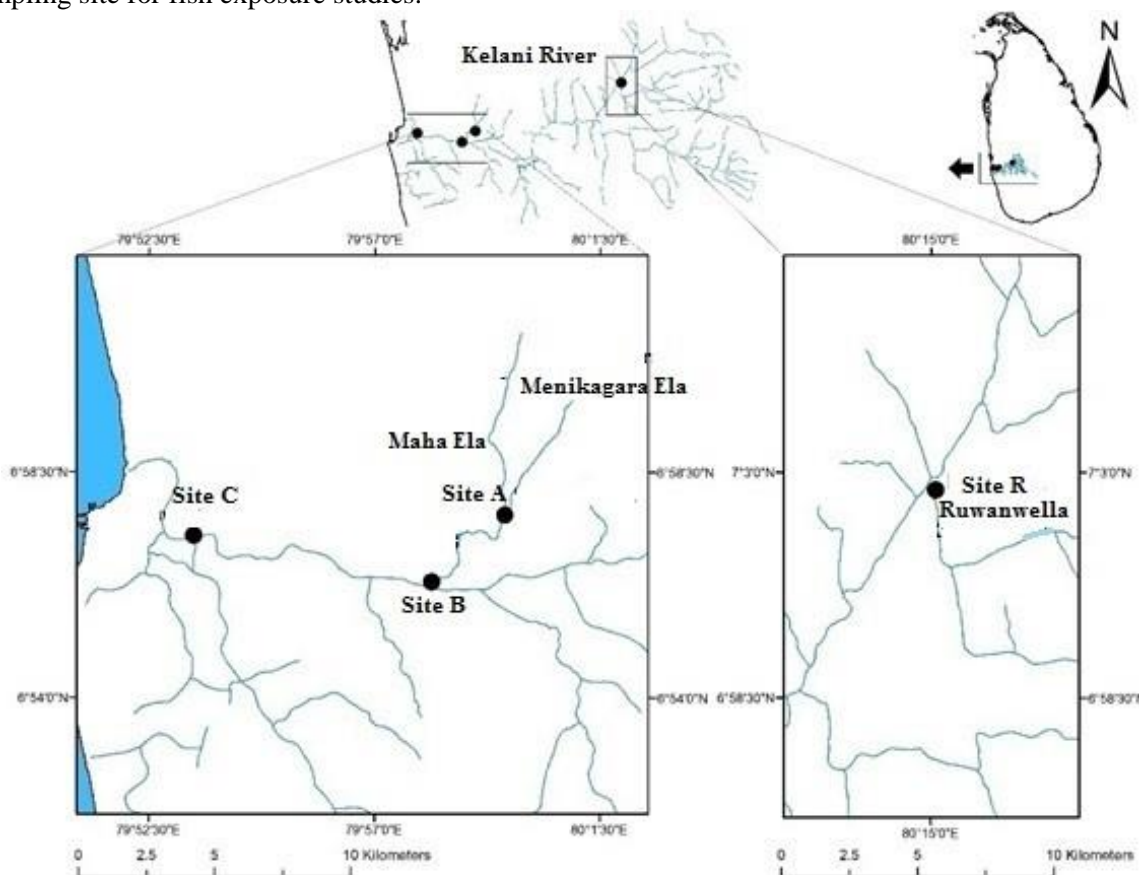 sampling site for fish exposure studies.
Kelani River
N
79°52'30"E 79°57'0"E 80°1'30"E 80°15'0"E
Menikagara Ela
Maha Ela
6°58'30"N 6°58'30"N 7°3'0"N 7°3'0"N
Site C Site A Site R
Ruwanwella
Site B
6°54'0"N 6°54'0"N 6°58'30"N 6°58'30"N
79°52'30"E 79°57'0"E 80°1'30"E 80°15'0"E
0 2.5 5 10 Kilometers 0 2.5 5 10 Kilometers